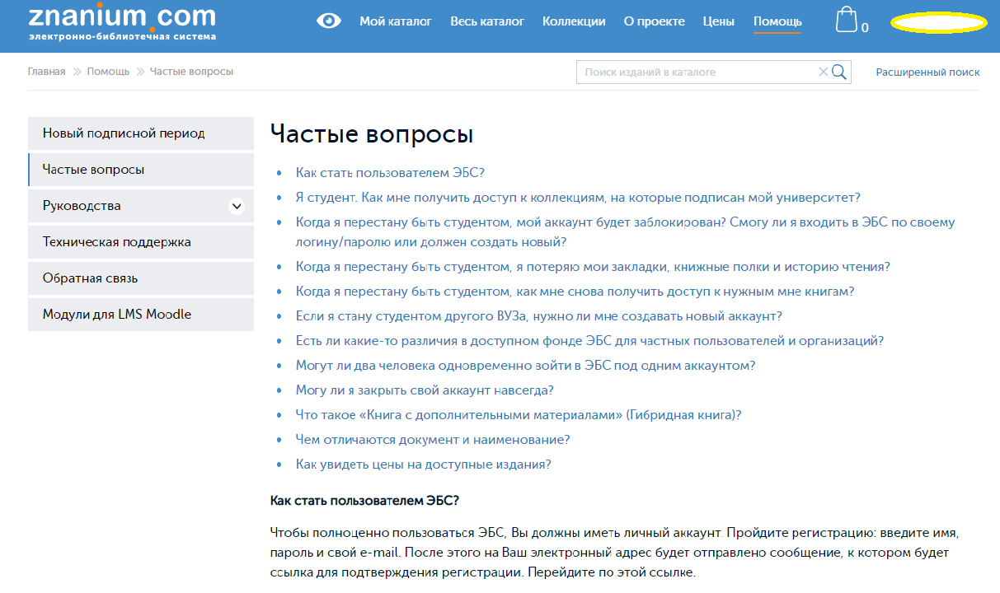 znanium.com
электронно-библиотечная система
Мой каталог Весь каталог Коллекции О проекте Цены Помощь 0
Главная Помощь Частые вопросы
Поиск изданий в каталоге
Расширенный поиск
Новый подписной период
Частые вопросы
Руководства
Техническая поддержка
Обратная связь
Модули для LMS Moodle
Частые вопросы
Как стать пользователем ЭБС?
Я студент. Как мне получить доступ к коллекциям, на которые подписан мой университет?
Когда я перестану быть студентом, мой аккаунт будет заблокирован? Смогу ли я входить в ЭБС по своему
логину/паролю или должен создать новый?
Когда я перестану быть студентом, я потеряю мои закладки, книжные полки и историю чтения?
Когда я перестану быть студентом, как мне снова получить доступ к нужным мне книгам?
Если я стану студентом другого ВУЗа, нужно ли мне создавать новый аккаунт?
Есть ли какие-то различия в доступном фонде ЭБС для частных пользователей и организаций?
Могут ли два человека одновременно войти в ЭБС под одним аккаунтом?
Могу ли я закрыть свой аккаунт навсегда?
Что такое «Книга с дополнительными материалами» (Гибридная книга)?
Чем отличаются документ и наименование?
Как увидеть цены на доступные издания?
Как стать пользователем ЭБС?
Чтобы полноценно пользоваться ЭБС, Вы должны иметь личный аккаунт. Пройдите регистрацию: введите имя,
пароль и свой e-mail. После этого на Ваш электронный адрес будет отправлено сообщение, к котором будет
ссылка для подтверждения регистрации. Перейдите по этой ссылке.